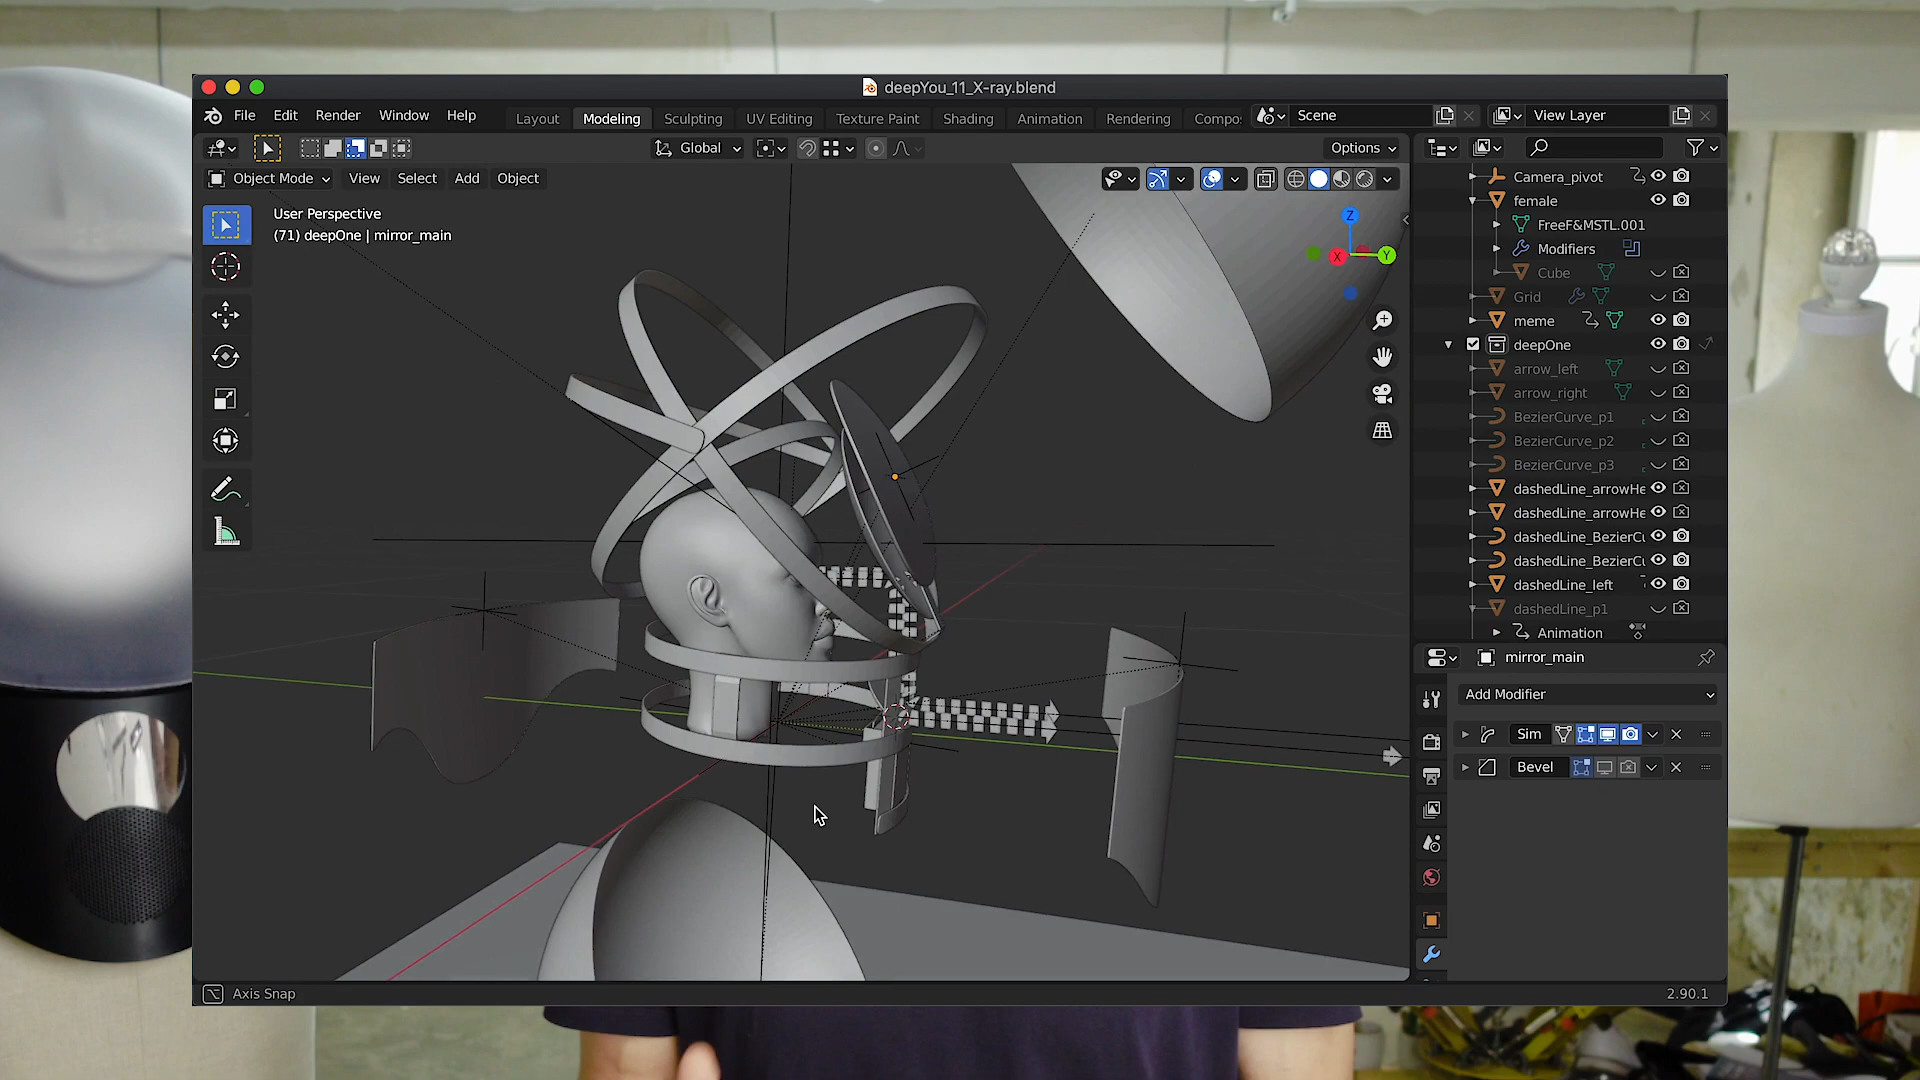 deepYou_11_X-ray.blend
File Edit Render Window Help Layout Modeling Sculpting UV Editing Texture Paint Shading Animation Rendering Compo Scene View Layer
Global Options
Object Mode View Select Add Object
User Perspective
(71) deepOne | mirror_main
Z
X
Y
Camera_pivot
female
FreeF&MSTL.001
Modifiers
Cube
Grid
meme
deepOne
arrow_left
arrow_right
BezierCurve_p1
BezierCurve_p2
BezierCurve_p3
dashedLine_arrowHe
dashedLine_arrowHe
dashedLine_BezierCu
dashedLine_BezierCu
dashedLine_left
dashedLine_p1
Animation
mirror_main
Add Modifier
Sim
Bevel
Axis Snap
2.90.1